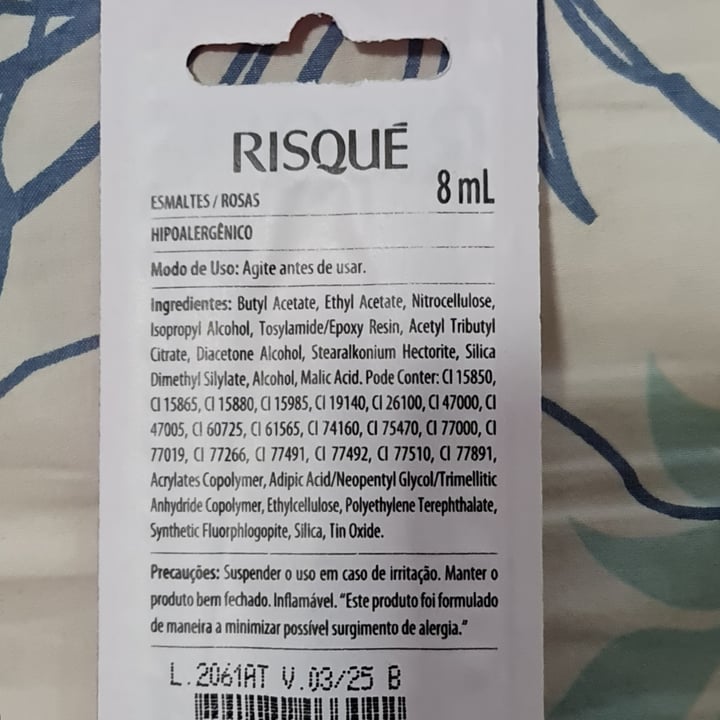 RISQUÉ
8 mL
ESMALTES / ROSAS
HIPOALERGÊNICO
Modo de Uso: Agite antes de usar.
Ingredientes: Butyl Acetate, Ethyl Acetate, Nitrocellulose,
Isopropyl Alcohol, Tosylamide/Epoxy Resin, Acetyl Tributyl
Citrate, Diacetone Alcohol, Stearalkonium Hectorite, Silica
Dimethyl Silylate, Alcohol, Malic Acid. Pode Conter: CI 15850,
CI 15865, CI 15880, CI 15985, CI 19140, CI 26100, CI 47000, CI
47005, CI 60725, CI 61565, CI 74160, CI 75470, CI 77000, CI
77019, CI 77266, CI 77491, CI 77492, CI 77510, CI 77891,
Acrylates Copolymer, Adipic Acid/Neopentyl Glycol/Trimellitic
Anhydride Copolymer, Ethylcellulose, Polyethylene Terephthalate,
Synthetic Fluorphlogopite, Silica, Tin Oxide.
Precauções: Suspender o uso em caso de irritação. Manter o
produto bem fechado. Inflamável. "Este produto foi formulado
de maneira a minimizar possível surgimento de alergia."
L.2061AT V.03/25 B